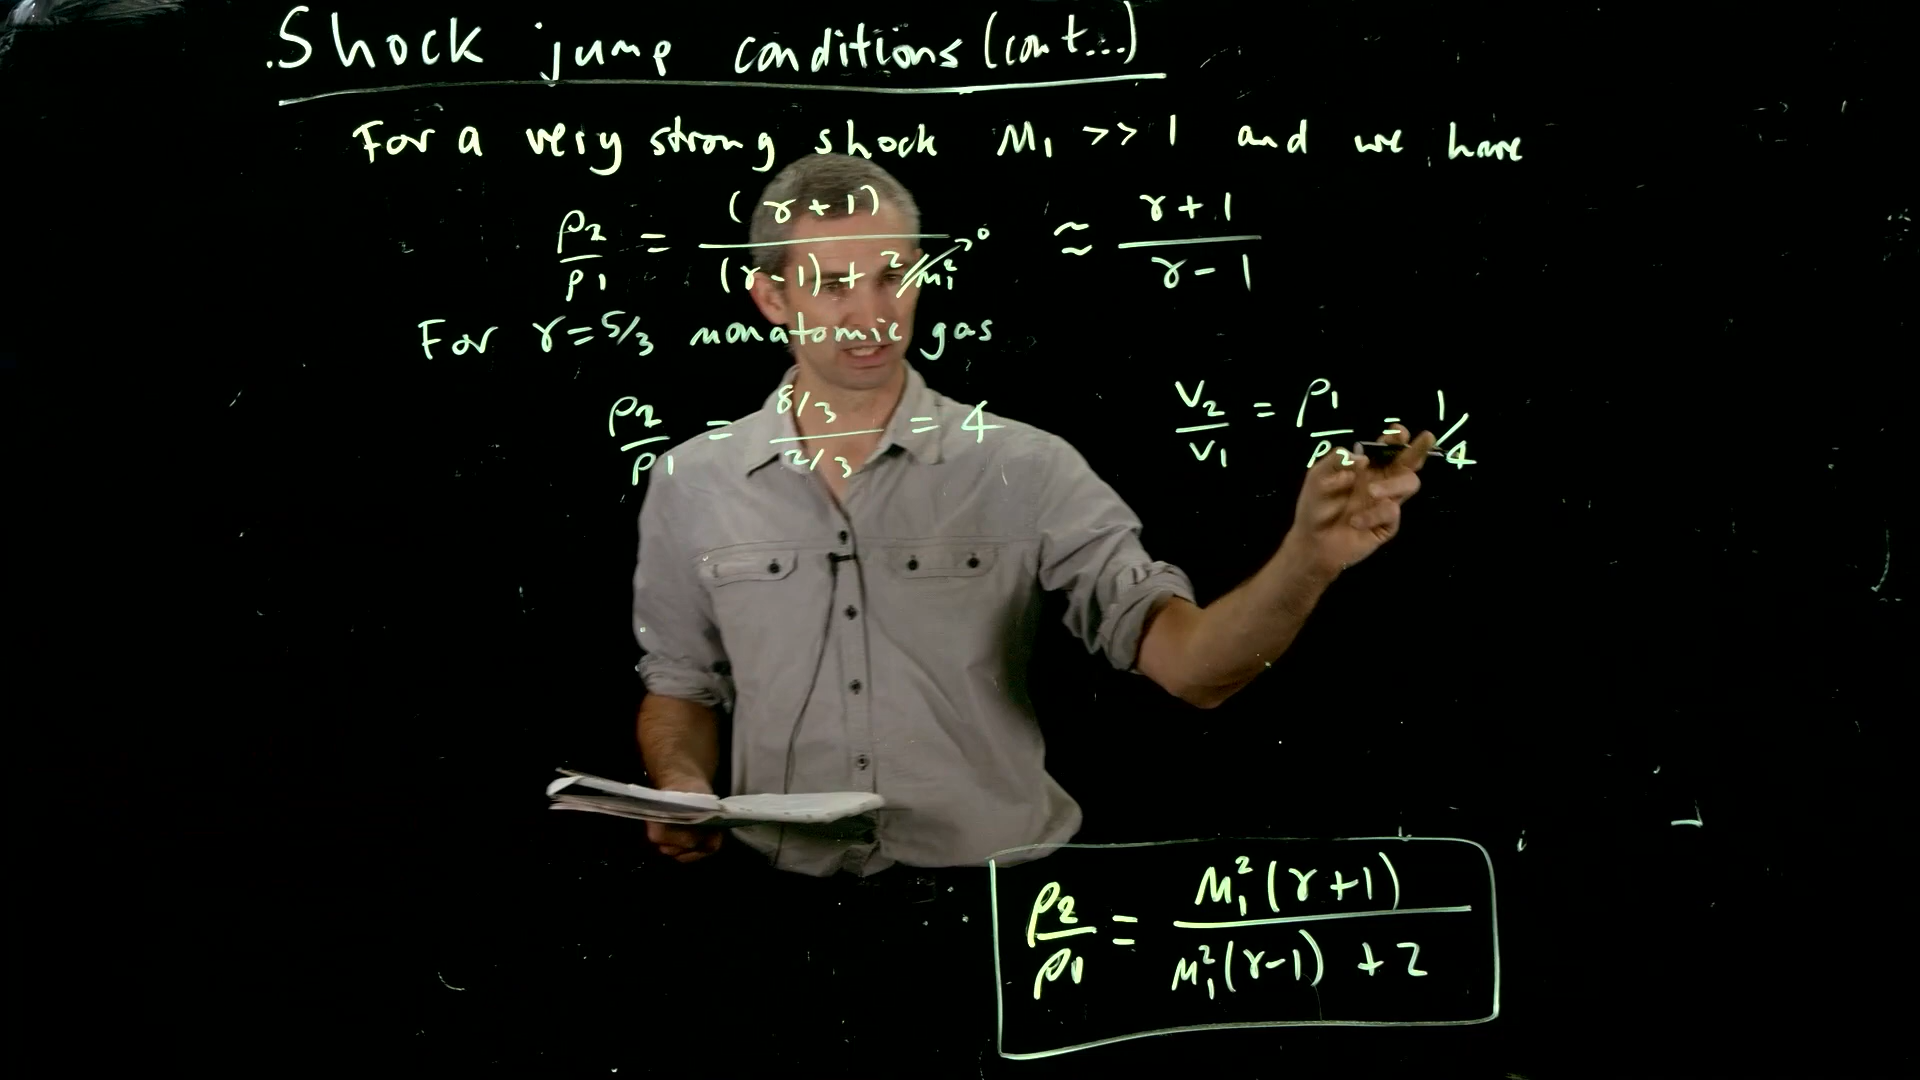 .Shock jump conditions (cont...)
For a very strong shock M₁ >> 1 and we have
ρ₂/ρ₁ = (γ+1) / ((γ-1) + 2/M₁²→0) ≈ (γ+1)/(γ-1)
For γ=5/3 monatomic gas
ρ₂/ρ₁ = (8/3)/(2/3) = 4
V₂/V₁ = ρ₁/ρ₂ = 1/4
ρ₂/ρ₁ = M₁²(γ+1) / (M₁²(γ-1) + 2)